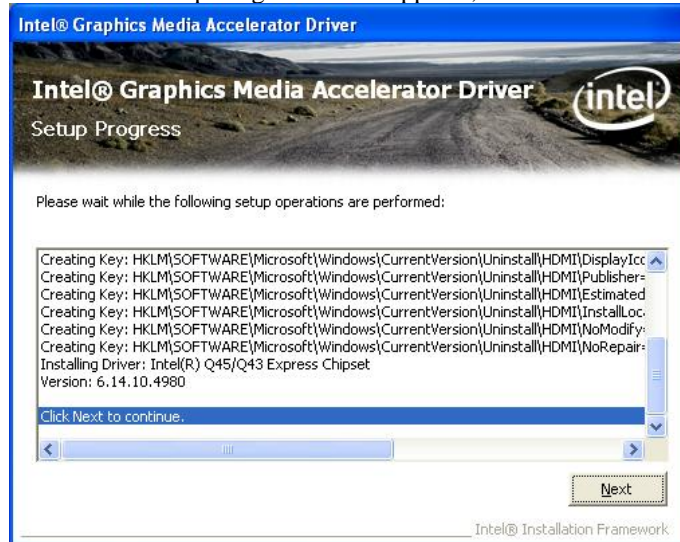 Intel® Graphics Media Accelerator Driver
Intel® Graphics Media Accelerator Driver
Setup Progress
intel
Please wait while the following setup operations are performed:
Creating Key: HKLM\SOFTWARE\Microsoft\Windows\CurrentVersion\Uninstall\HDMI\DisplayIcc
Creating Key: HKLM\SOFTWARE\Microsoft\Windows\CurrentVersion\Uninstall\HDMI\Publisher=
Creating Key: HKLM\SOFTWARE\Microsoft\Windows\CurrentVersion\Uninstall\HDMI\Estimated
Creating Key: HKLM\SOFTWARE\Microsoft\Windows\CurrentVersion\Uninstall\HDMI\InstallLoc
Creating Key: HKLM\SOFTWARE\Microsoft\Windows\CurrentVersion\Uninstall\HDMI\NoModify
Creating Key: HKLM\SOFTWARE\Microsoft\Windows\CurrentVersion\Uninstall\HDMI\NoRepair=
Installing Driver: Intel(R) Q45/Q43 Express Chipset
Version: 6.14.10.4980
Click Next to continue.
Next
Intel® Installation Framework